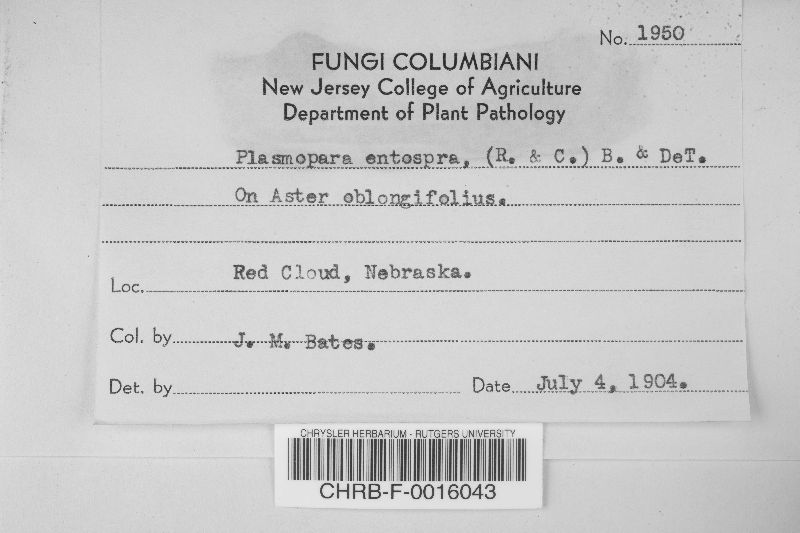 No. 1950
FUNGI COLUMBIANI
New Jersey College of Agriculture
Department of Plant Pathology
Plasmopara entospra, (R. & C.) B. & DeT.
On Aster oblongifolius.
Loc. Red Cloud, Nebraska.
Col. by J. M. Bates.
Det. by Date July 4, 1904.
CHRYSLER HERBARIUM - RUTGERS UNIVERSITY
CHRB-F-0016043